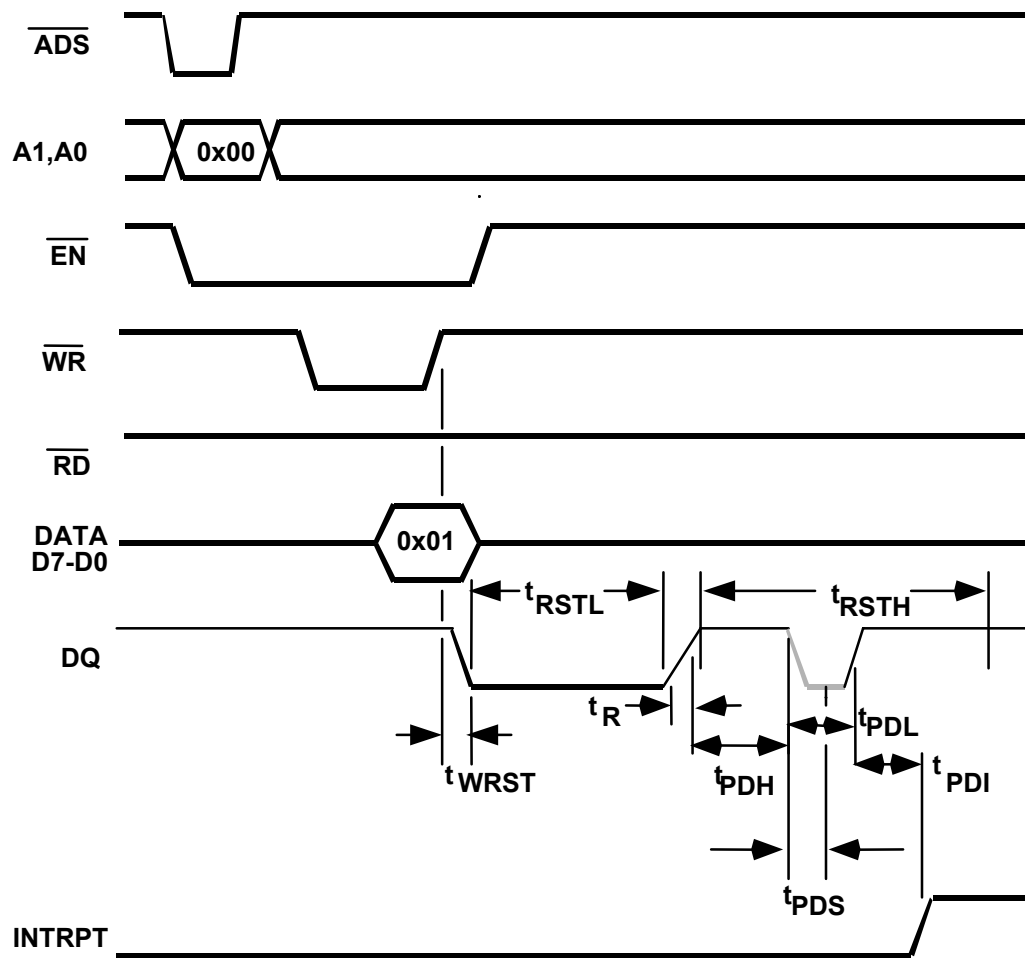 ADS
A1,A0
0x00
EN
WR
RD
DATA
D7-D0
0x01
tRSTL
tRSTH
DQ
tR
tPDL
tWRST
tPDH
tPDI
tPDS
INTRPT